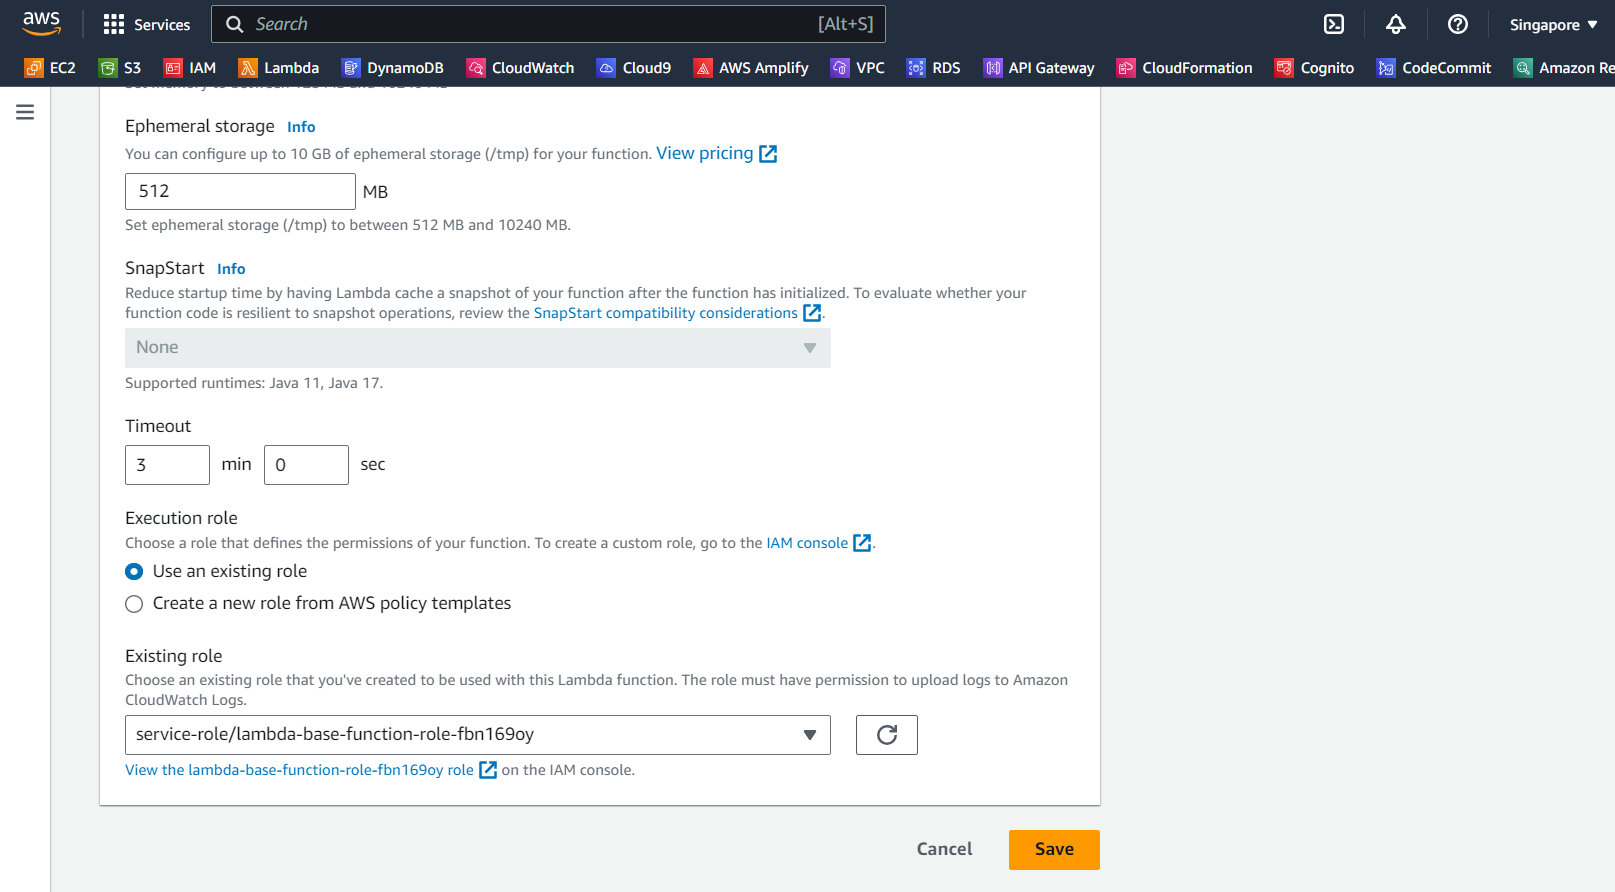 aws
Services
Search
[Alt+S]
Singapore
EC2
S3
IAM
Lambda
DynamoDB
CloudWatch
Cloud9
AWS Amplify
VPC
RDS
API Gateway
CloudFormation
Cognito
CodeCommit
Amazon Re
Ephemeral storage Info
You can configure up to 10 GB of ephemeral storage (/tmp) for your function. View pricing
512 MB
Set ephemeral storage (/tmp) to between 512 MB and 10240 MB.
SnapStart Info
Reduce startup time by having Lambda cache a snapshot of your function after the function has initialized. To evaluate whether your
function code is resilient to snapshot operations, review the SnapStart compatibility considerations.
None
Supported runtimes: Java 11, Java 17.
Timeout
3 min 0 sec
Execution role
Choose a role that defines the permissions of your function. To create a custom role, go to the IAM console.
Use an existing role
Create a new role from AWS policy templates
Existing role
Choose an existing role that you've created to be used with this Lambda function. The role must have permission to upload logs to Amazon
CloudWatch Logs.
service-role/lambda-base-function-role-fbn169oy
View the lambda-base-function-role-fbn169oy role on the IAM console.
Cancel
Save